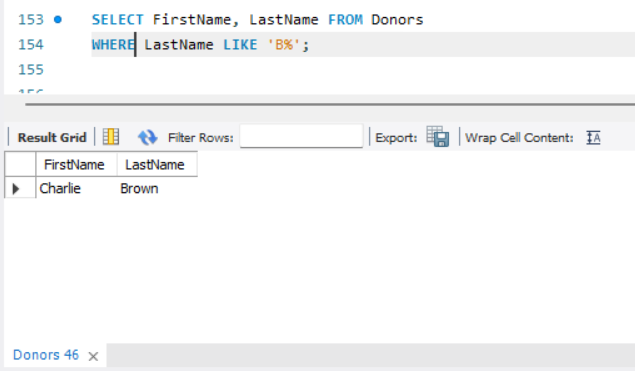 153 SELECT FirstName, LastName FROM Donors
154 WHERE LastName LIKE 'B%';
155
Result Grid Filter Rows: Export: Wrap Cell Content:
FirstName LastName
Charlie Brown
Donors 46